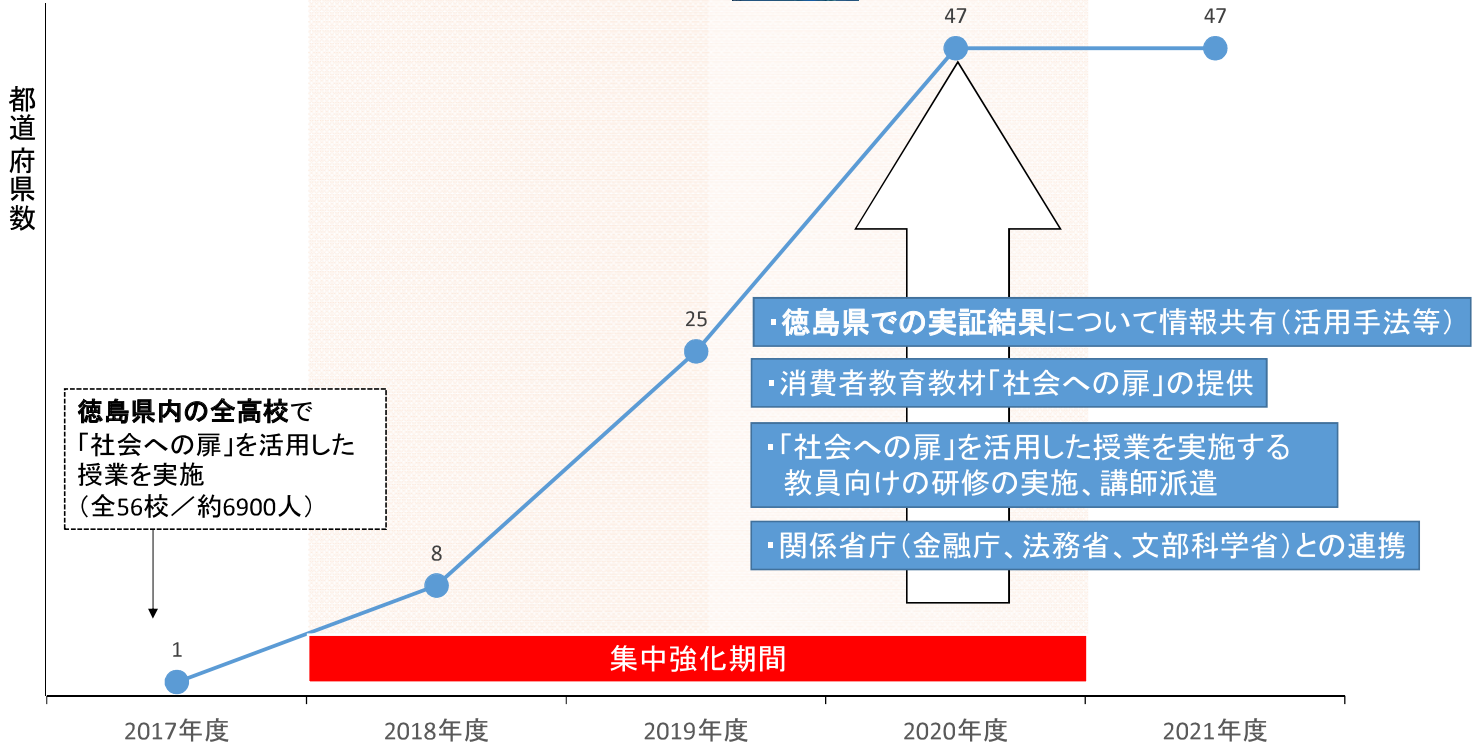 都道府県数
47
47
25
8
1
徳島県内の全高校で
「社会への扉」を活用した
授業を実施
（全56校／約6900人）
・徳島県での実証結果について情報共有（活用手法等）
・消費者教育教材「社会への扉」の提供
・「社会への扉」を活用した授業を実施する
教員向けの研修の実施、講師派遣
・関係省庁（金融庁、法務省、文部科学省）との連携
集中強化期間
2017年度
2018年度
2019年度
2020年度
2021年度